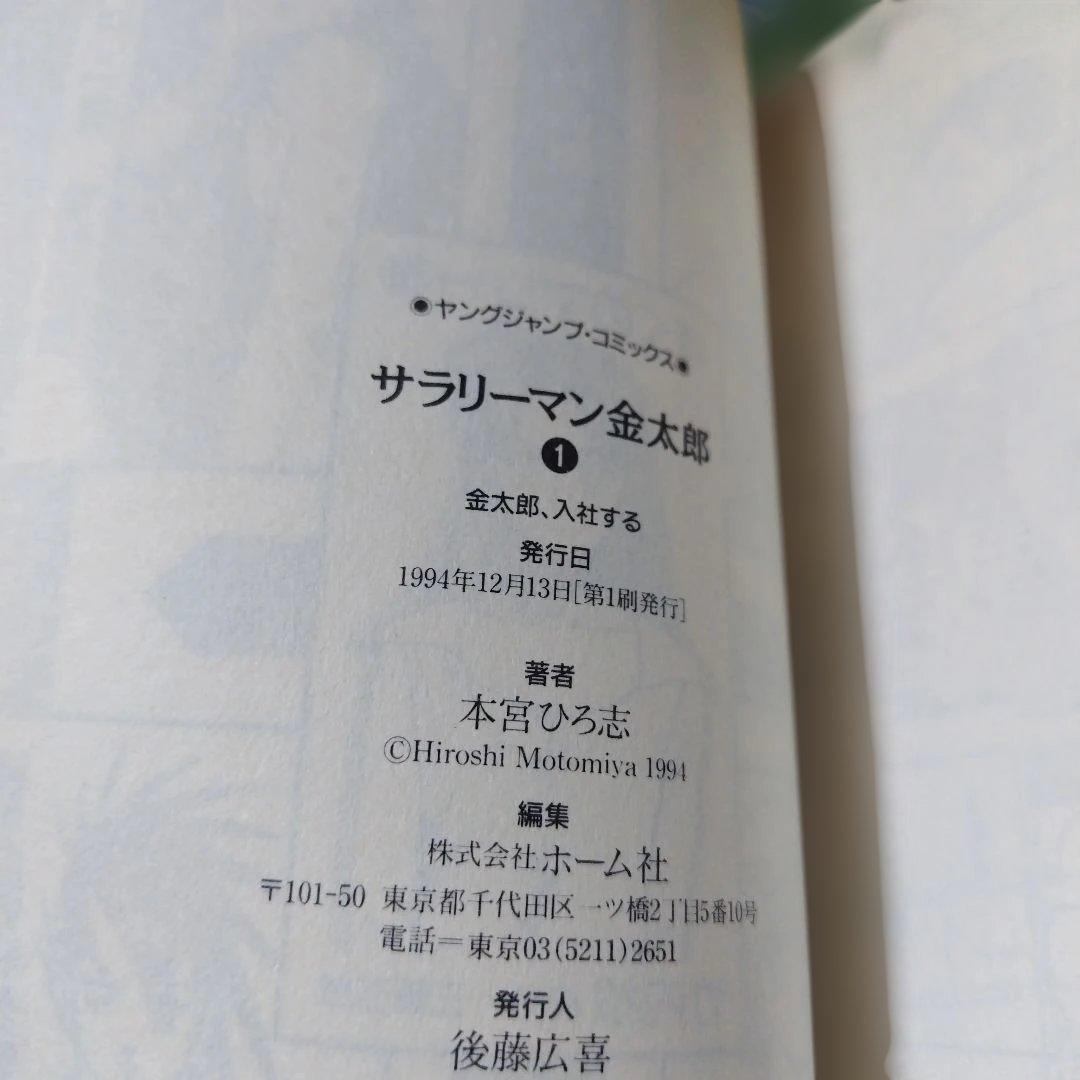 ◉ヤングジャンプ・コミックス◉
サラリーマン金太郎
1
金太郎、入社する
発行日
1994年12月13日[第1刷発行]
著者
本宮ひろ志
©Hiroshi Motomiya 1994
編集
株式会社ホーム社
〒101-50 東京都千代田区一ツ橋2丁目5番10号
電話=東京03(5211)2651
発行人
後藤広喜